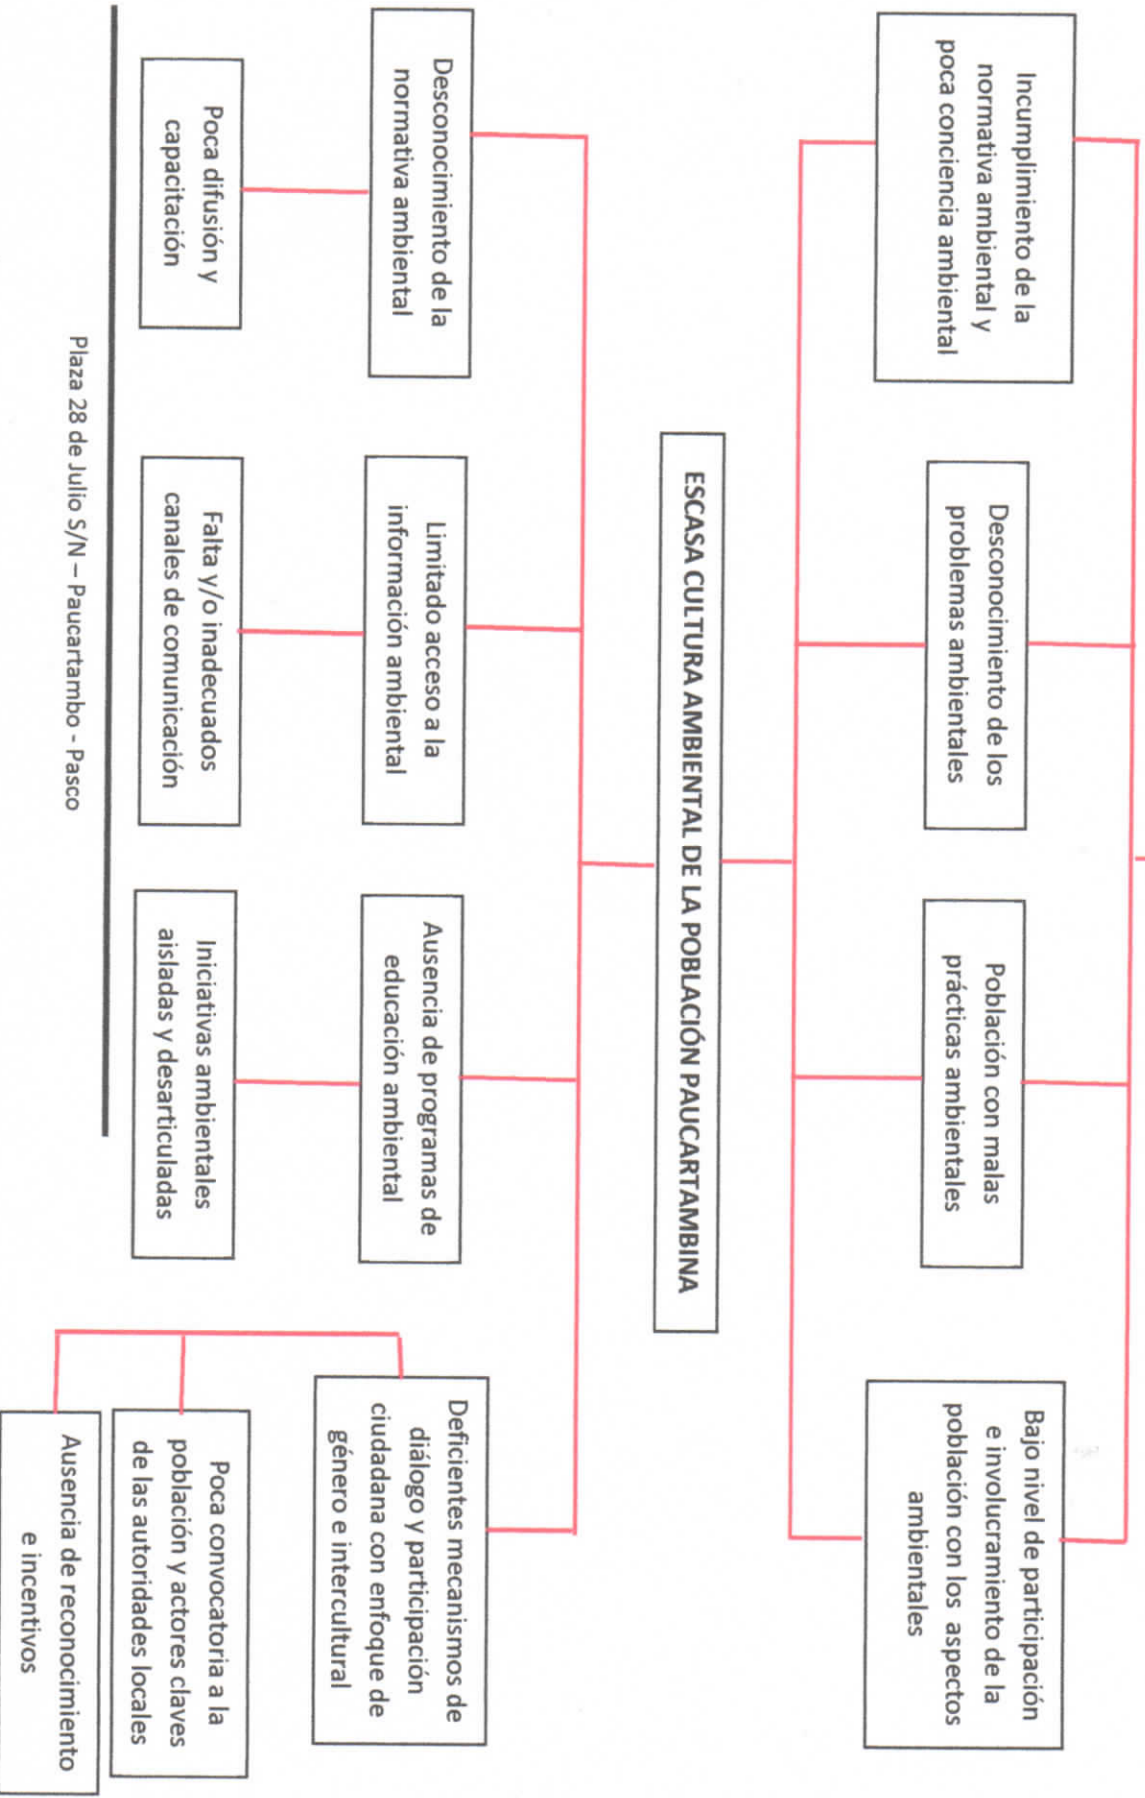 Incumplimiento de la
normativa ambiental y
poca conciencia ambiental
Desconocimiento de los
problemas ambientales
Población con malas
prácticas ambientales
Bajo nivel de participación
e involucramiento de la
población con los aspectos
ambientales
ESCASA CULTURA AMBIENTAL DE LA POBLACIÓN PAUCARTAMBINA
Desconocimiento de la
normativa ambiental
Limitado acceso a la
información ambiental
Ausencia de programas de
educación ambiental
Deficientes mecanismos de
diálogo y participación
ciudadana con enfoque de
género e intercultural
Poca difusión y
capacitación
Falta y/o inadecuados
canales de comunicación
Iniciativas ambientales
aisladas y desarticuladas
Poca convocatoria a la
población y actores claves
de las autoridades locales
Ausencia de reconocimiento
e incentivos
Plaza 28 de Julio S/N – Paucartambo - Pasco